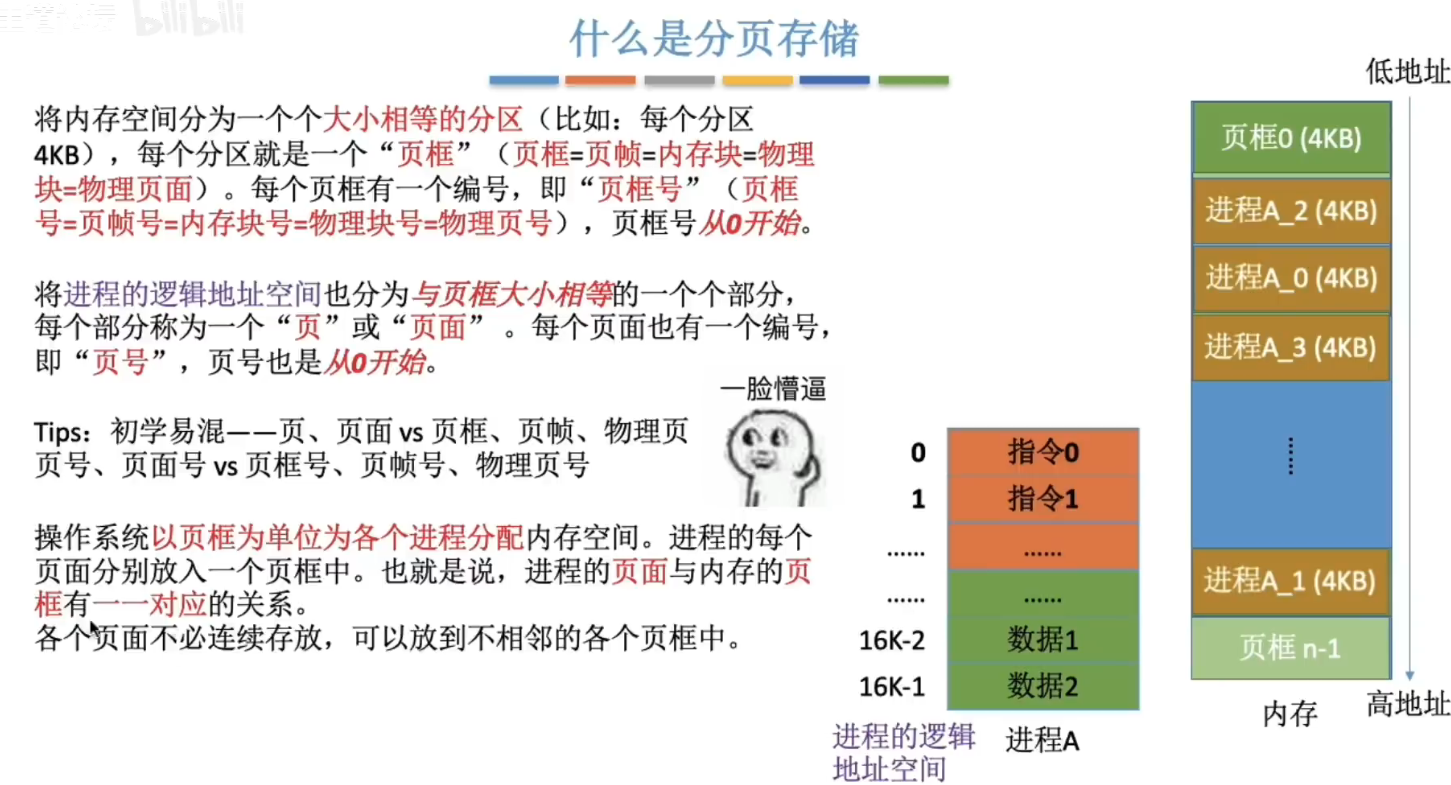 bilibili
什么是分页存储
将内存空间分为一个个大小相等的分区（比如：每个分区
4KB），每个分区就是一个“页框”（页框=页帧=内存块=物理
块=物理页面）。每个页框有一个编号，即“页框号”（页框
号=页帧号=内存块号=物理块号=物理页号），页框号从0开始。
将进程的逻辑地址空间也分为与页框大小相等的一个个部分，
每个部分称为一个“页”或“页面” 。每个页面也有一个编号，
即“页号”，页号也是从0开始。
Tips：初学易混——页、页面 vs 页框、页帧、物理页
页号、页面号 vs 页框号、页帧号、物理页号
操作系统以页框为单位为各个进程分配内存空间。进程的每个
页面分别放入一个页框中。也就是说，进程的页面与内存的页
框有一一对应的关系。
各个页面不必连续存放，可以放到不相邻的各个页框中。
一脸懵逼
0 指令0
1 指令1
...... ......
...... ......
16K-2 数据1
16K-1 数据2
进程的逻辑
地址空间
进程A
低地址
页框0 (4KB)
进程A_2 (4KB)
进程A_0 (4KB)
进程A_3 (4KB)
......
进程A_1 (4KB)
页框 n-1
内存
高地址